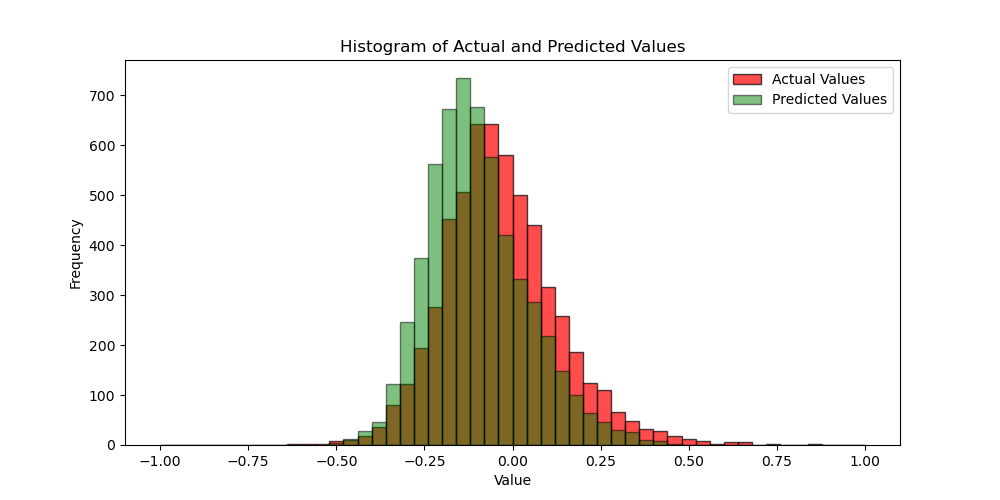 Histogram of Actual and Predicted Values
Actual Values
Predicted Values
Frequency
700
600
500
400
300
200
100
0
−1.00 −0.75 −0.50 −0.25 0.00 0.25 0.50 0.75 1.00
Value